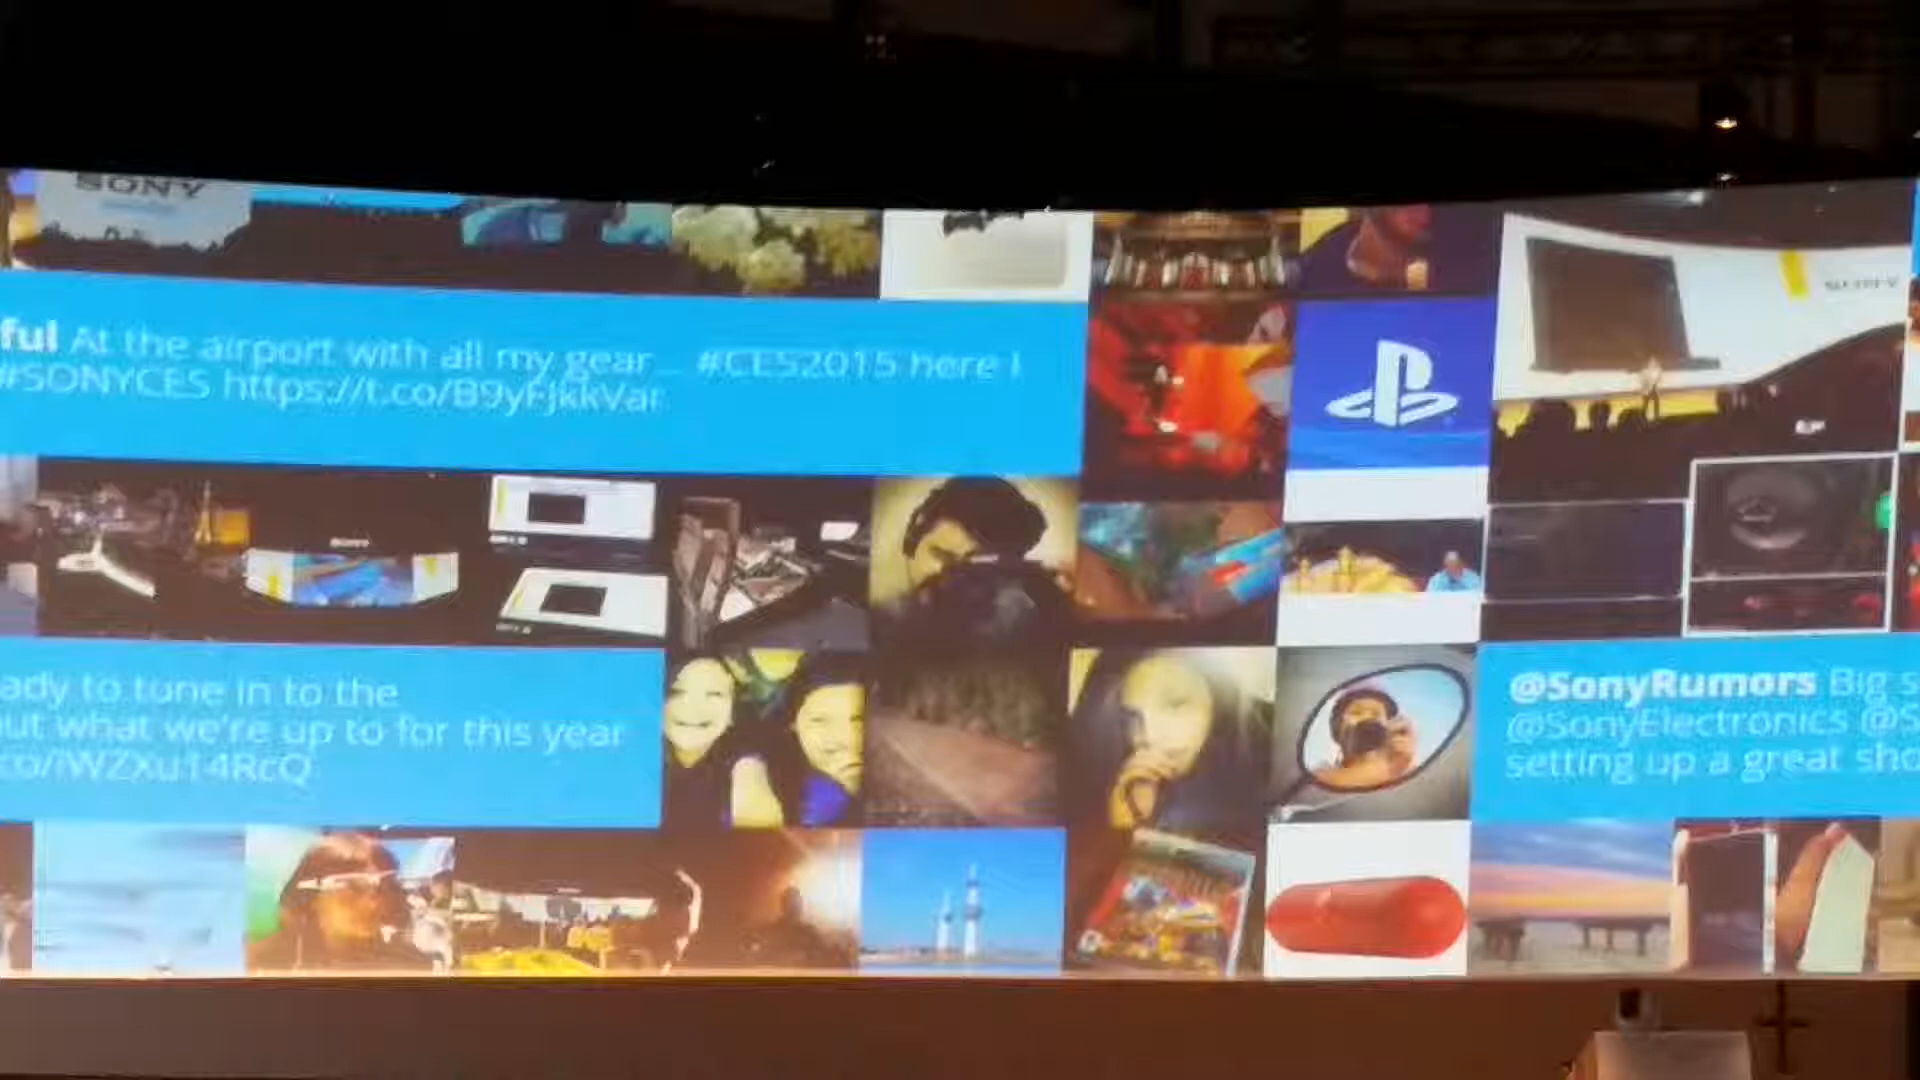 SONY
SONY
ful At the airport with all my gear... #CES2015 here I
#SONYCES https://t.co/B9yFJkkVar
ady to tune in to the
ut what we're up to for this year
co/iWZXu14RcQ
@SonyRumors Big s
@SonyElectronics @S
setting up a great sho